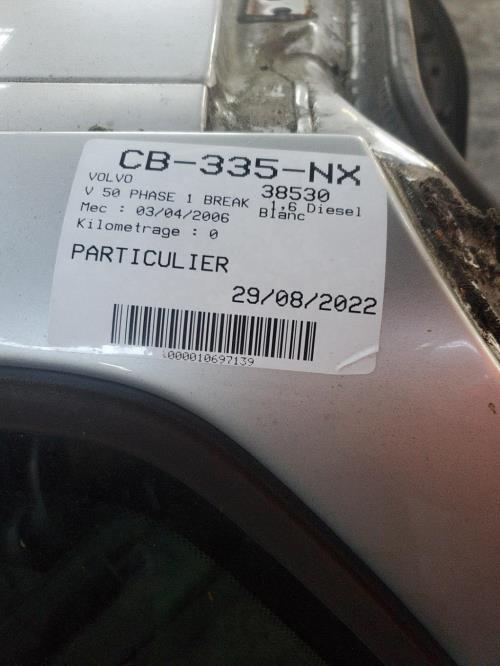 CB-335-NX
VOLVO 38530
V 50 PHASE 1 BREAK 1,6 Diesel
Mec : 03/04/2006 Blanc
Kilometrage : 0
PARTICULIER
29/08/2022
000010697139